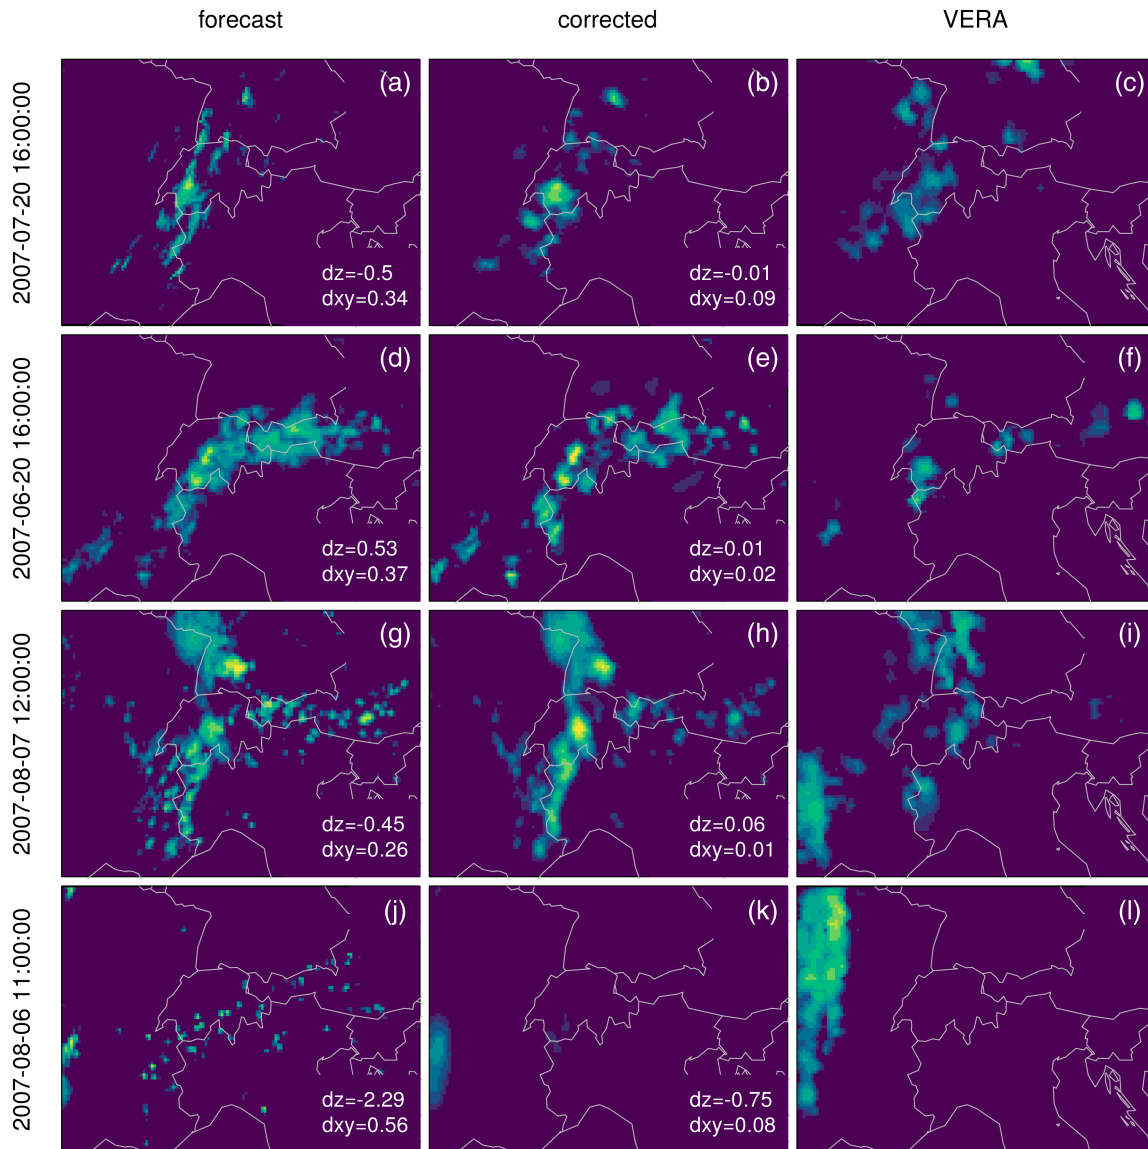 forecast corrected VERA
2007-07-20 16:00:00
(a) (b) (c)
dz=-0.5 dz=-0.01
dxy=0.34 dxy=0.09
2007-06-20 16:00:00
(d) (e) (f)
dz=0.53 dz=0.01
dxy=0.37 dxy=0.02
2007-08-07 12:00:00
(g) (h) (i)
dz=-0.45 dz=0.06
dxy=0.26 dxy=0.01
2007-08-06 11:00:00
(j) (k) (l)
dz=-2.29 dz=-0.75
dxy=0.56 dxy=0.08